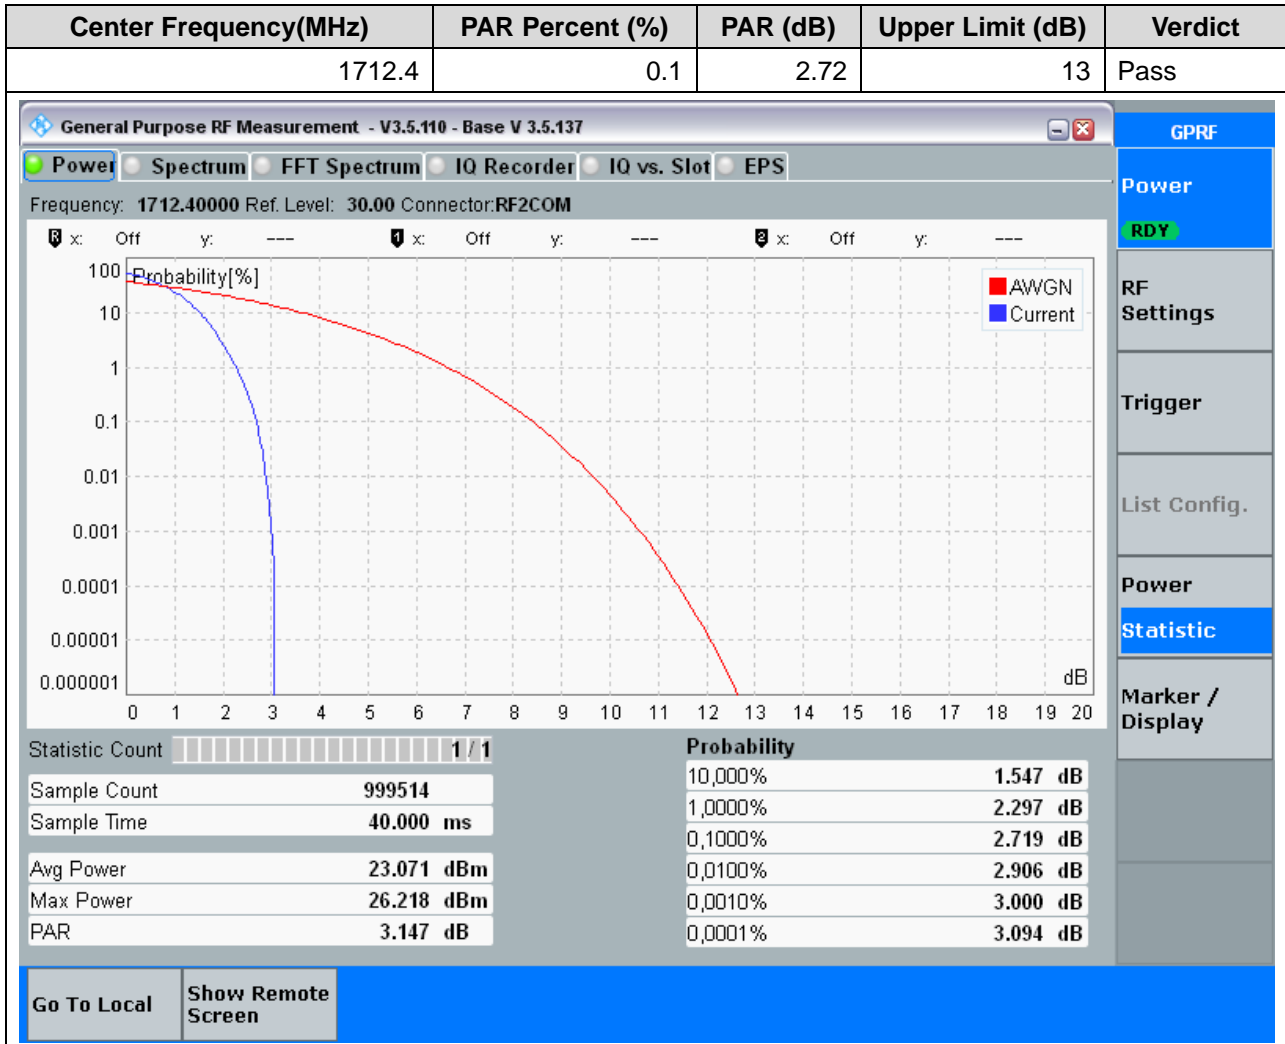 Center Frequency(MHz) PAR Percent (%) PAR (dB) Upper Limit (dB) Verdict
1712.4 0.1 2.72 13 Pass
General Purpose RF Measurement - V3.5.110 - Base V 3.5.137
GPRF
Power Spectrum FFT Spectrum IQ Recorder IQ vs. Slot EPS
Frequency: 1712.40000 Ref. Level: 30.00 Connector:RF2COM
R x: Off y: --- 1 x: Off y: --- 2 x: Off y: ---
Probability[%]
100
10
1
0.1
0.01
0.001
0.0001
0.00001
0.000001
AWGN
Current
dB
0 1 2 3 4 5 6 7 8 9 10 11 12 13 14 15 16 17 18 19 20
Statistic Count 1 / 1
Sample Count 999514
Sample Time 40.000 ms
Avg Power 23.071 dBm
Max Power 26.218 dBm
PAR 3.147 dB
Probability
10,000% 1.547 dB
1,0000% 2.297 dB
0,1000% 2.719 dB
0,0100% 2.906 dB
0,0010% 3.000 dB
0,0001% 3.094 dB
Power
RDY
RF
Settings
Trigger
List Config.
Power
Statistic
Marker /
Display
Go To Local
Show Remote
Screen